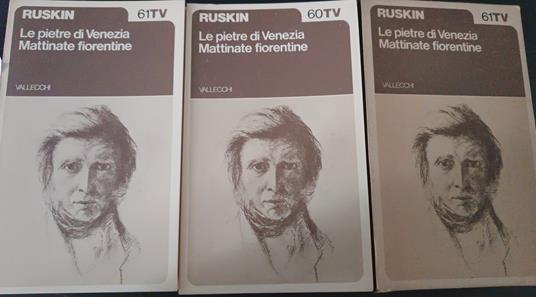 RUSKIN 61TV
Le pietre di Venezia
Mattinate fiorentine
VALLECCHI
RUSKIN 60TV
Le pietre di Venezia
Mattinate fiorentine
VALLECCHI
RUSKIN 61TV
Le pietre di Venezia
Mattinate fiorentine
VALLECCHI